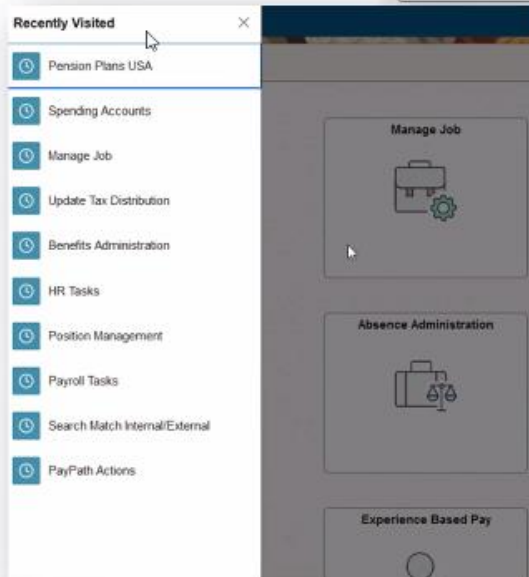 Recently Visited
Pension Plans USA
Spending Accounts
Manage Job
Update Tax Distribution
Benefits Administration
HR Tasks
Position Management
Payroll Tasks
Search Match Internal/External
PayPath Actions
Manage Job
Absence Administration
Experience Based Pay